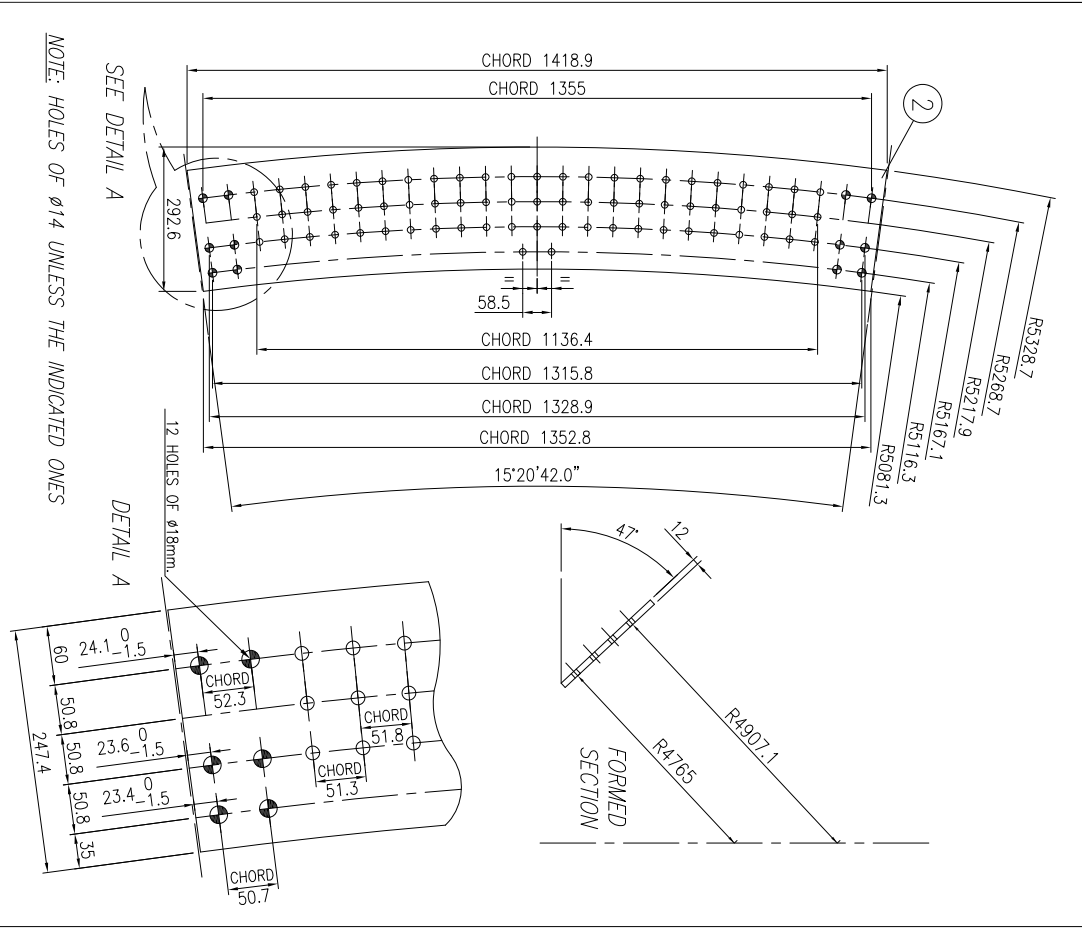 CHORD 1418.9
CHORD 1355
2
NOTE: HOLES OF ø14 UNLESS THE INDICATED ONES
SEE DETAIL A
292.6
=
=
58.5
CHORD 1136.4
CHORD 1315.8
CHORD 1328.9
CHORD 1352.8
15°20'42.0"
R5328.7
R5268.7
R5217.9
R5167.1
R5116.3
R5081.3
12 HOLES OF ø18mm.
DETAIL A
60
50.8
50.8
50.8
35
247.4
24.1 0 -1.5
23.6 0 -1.5
23.4 0 -1.5
CHORD
52.3
CHORD
51.8
CHORD
51.3
CHORD
50.7
47°
12
R4907.1
R4765
FORMED
SECTION